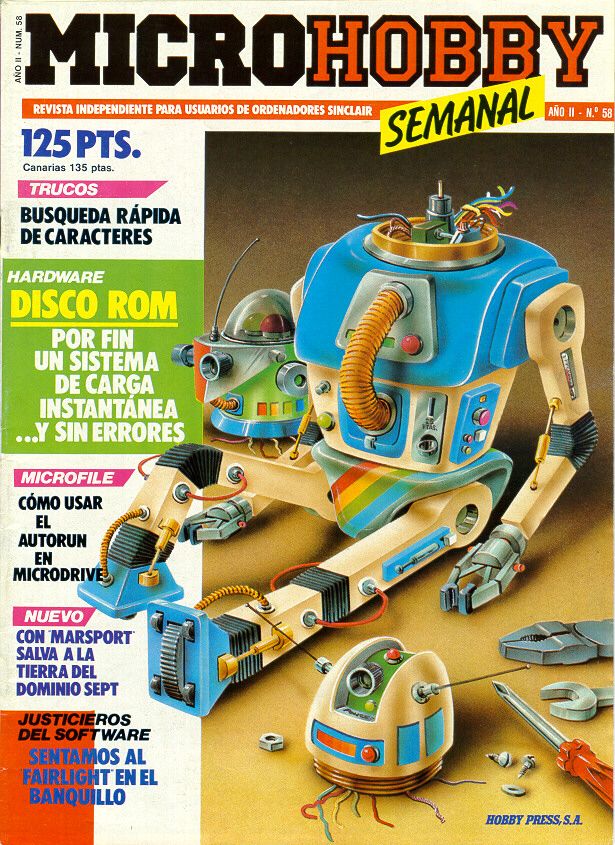 AÑO II - NUM. 58
MICROHOBBY
REVISTA INDEPENDIENTE PARA USUARIOS DE ORDENADORES SINCLAIR
SEMANAL
AÑO II - N.º 58
125 PTS.
Canarias 135 ptas.
TRUCOS
BUSQUEDA RÁPIDA
DE CARACTERES
HARDWARE
DISCO ROM
POR FIN
UN SISTEMA
DE CARGA
INSTANTÁNEA
...Y SIN ERRORES
MICROFILE
CÓMO USAR
EL
AUTORUN
EN
MICRODRIVE
NUEVO
CON ¨MARSPORT¨
SALVA A LA
TIERRA DEL
DOMINIO SEPT
JUSTICIEROS
DEL SOFTWARE
SENTAMOS AL
¨FAIRLIGHT¨ EN EL
BANQUILLO
HOBBY PRESS, S.A.